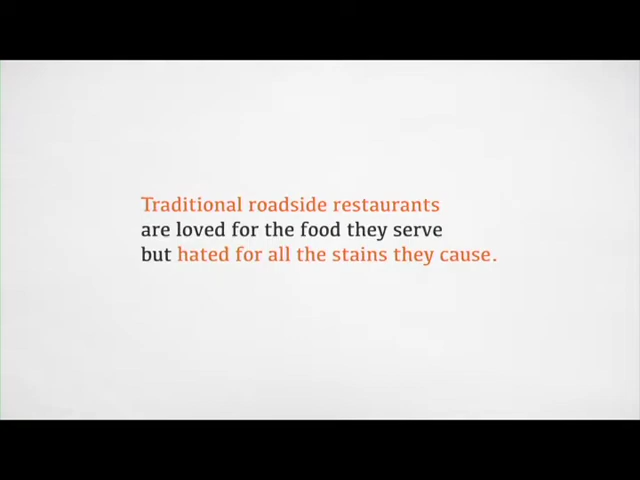 Traditional roadside restaurants
are loved for the food they serve
but hated for all the stains they cause.